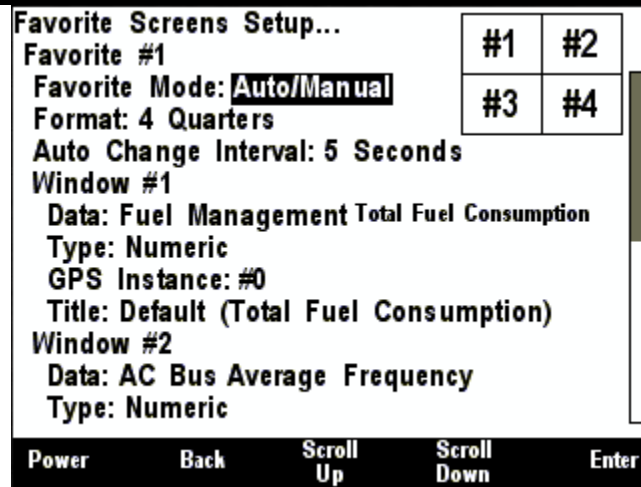 Favorite Screens Setup...
#1 #2
Favorite #1
Favorite Mode: Auto/Manual
#3 #4
Format: 4 Quarters
Auto Change Interval: 5 Seconds
Window #1
Data: Fuel Management Total Fuel Consumption
Type: Numeric
GPS Instance: #0
Title: Default (Total Fuel Consumption)
Window #2
Data: AC Bus Average Frequency
Type: Numeric
Power Back Scroll Up Scroll Down Enter